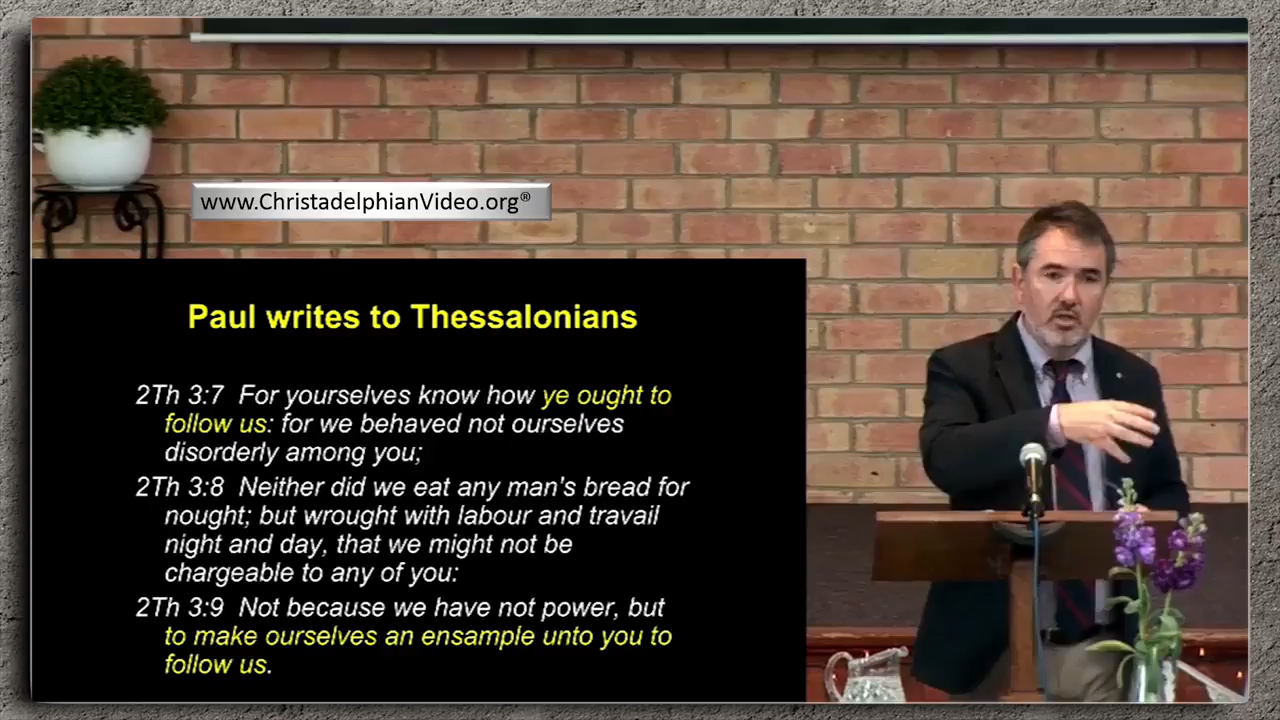 www.ChristadelphianVideo.org®
Paul writes to Thessalonians
2Th 3:7 For yourselves know how ye ought to
follow us: for we behaved not ourselves
disorderly among you;
2Th 3:8 Neither did we eat any man's bread for
nought; but wrought with labour and travail
night and day, that we might not be
chargeable to any of you:
2Th 3:9 Not because we have not power, but
to make ourselves an ensample unto you to
follow us.